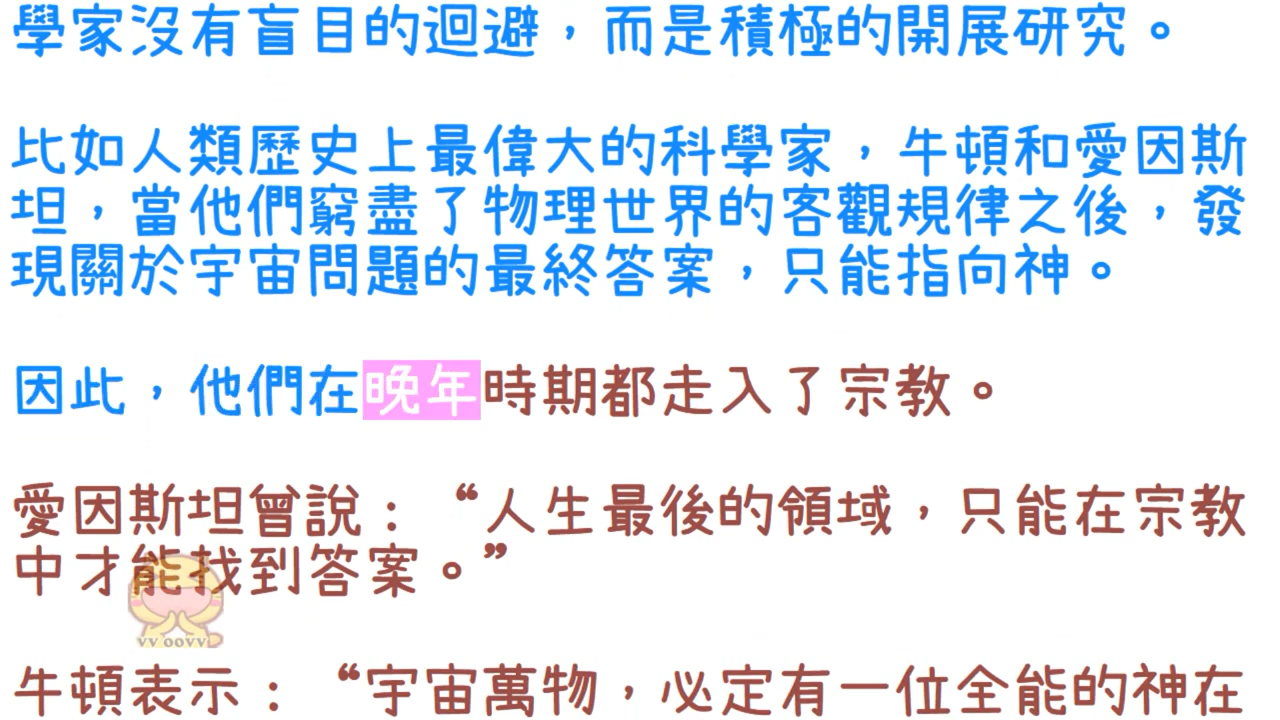 學家沒有盲目的迴避，而是積極的開展研究。
比如人類歷史上最偉大的科學家，牛頓和愛因斯
坦，當他們窮盡了物理世界的客觀規律之後，發
現關於宇宙問題的最終答案，只能指向神。
因此，他們在晚年時期都走入了宗教。
愛因斯坦曾說：“人生最後的領域，只能在宗教
中才能找到答案。”
vv oovv
牛頓表示：“宇宙萬物，必定有一位全能的神在